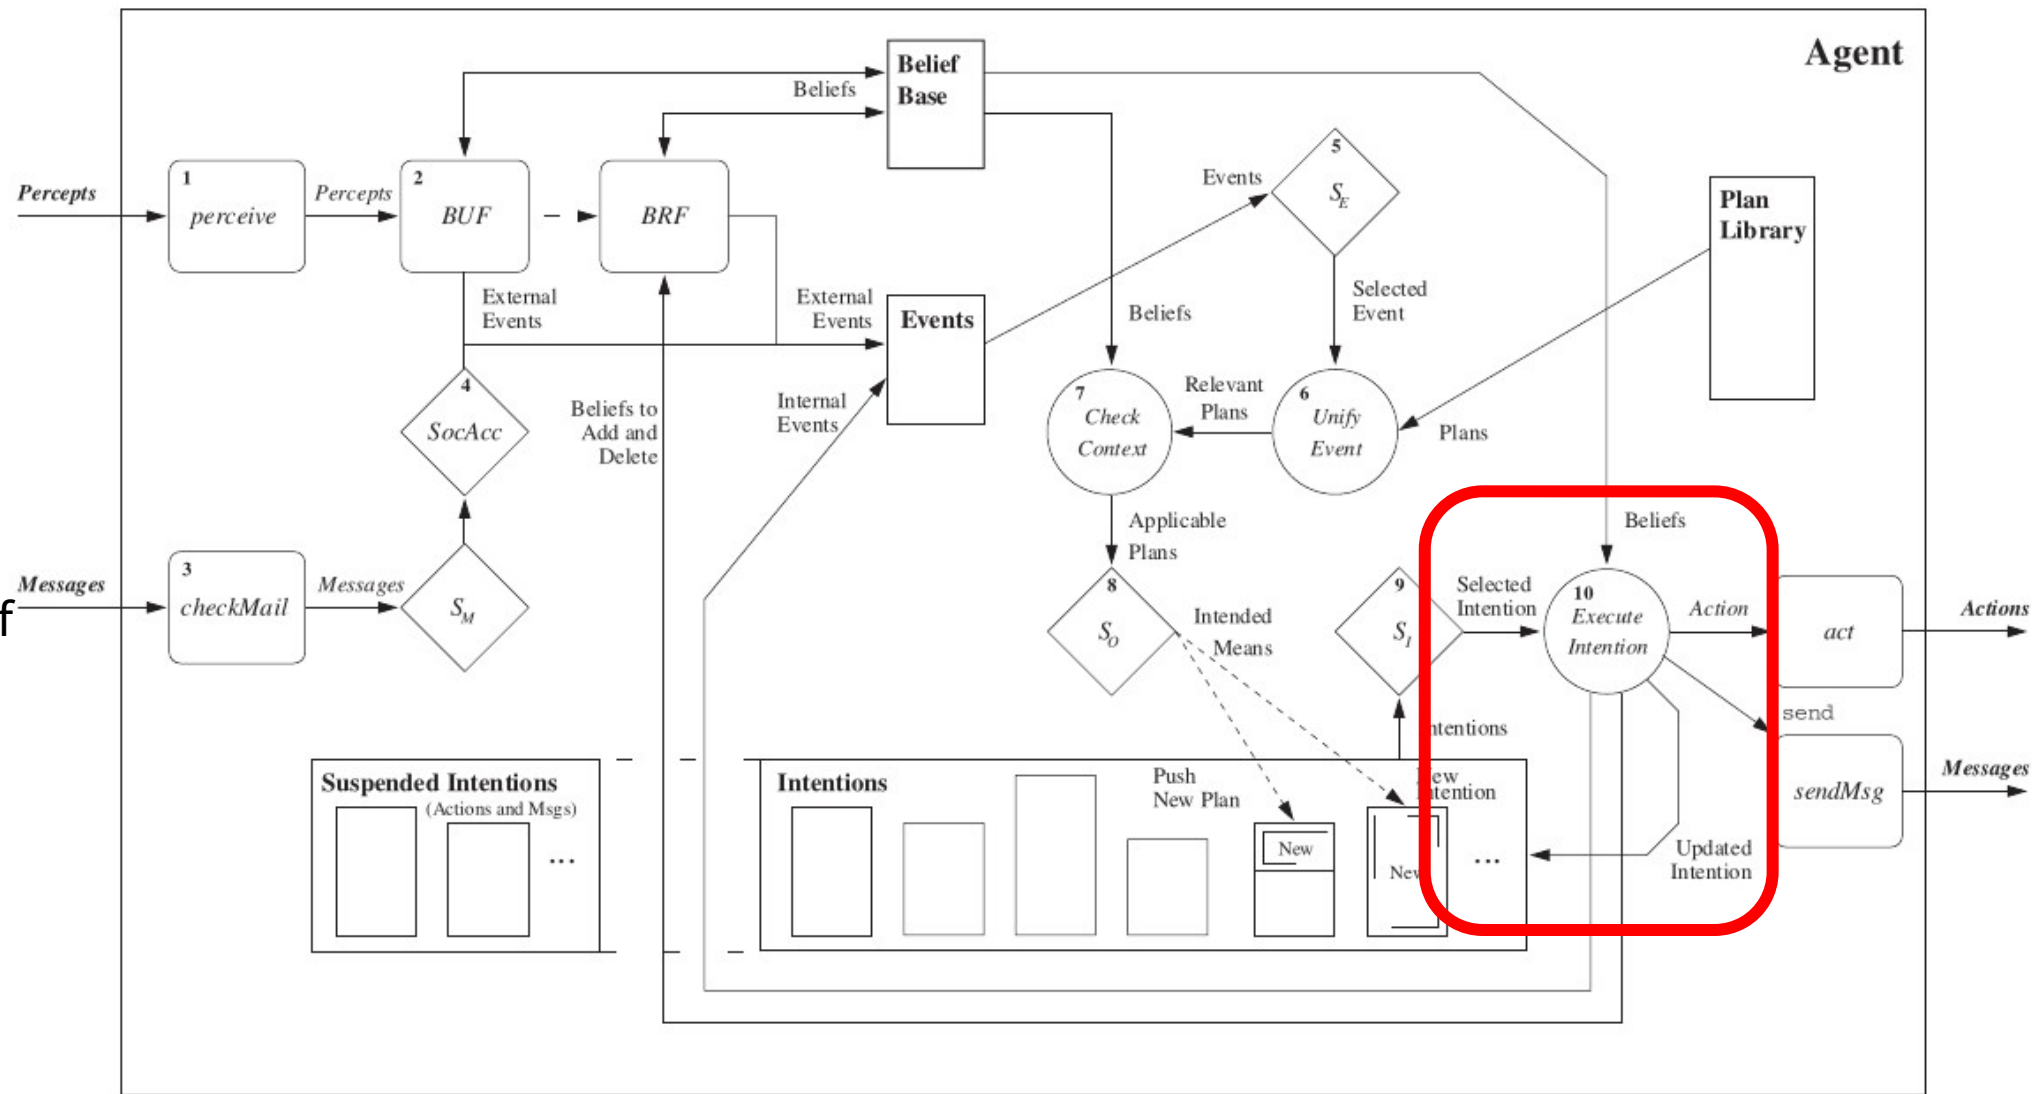 Agent
Belief
Base
Beliefs
5
S_E
Events
Plan
Library
Percepts
1
perceive
Percepts
2
BUF
BRF
External
Events
External
Events
Events
Beliefs
Selected
Event
4
SocAcc
Beliefs to
Add and
Delete
Internal
Events
7
Check
Context
Relevant
Plans
6
Unify
Event
Plans
Applicable
Plans
Beliefs
Messages
f
3
checkMail
Messages
S_M
8
S_O
Intended
Means
9
S_I
Selected
Intention
10
Execute
Intention
Action
act
Actions
send
sendMsg
Messages
Suspended Intentions
(Actions and Msgs)
...
Intentions
Push
New Plan
New
New
...
Updated
Intention